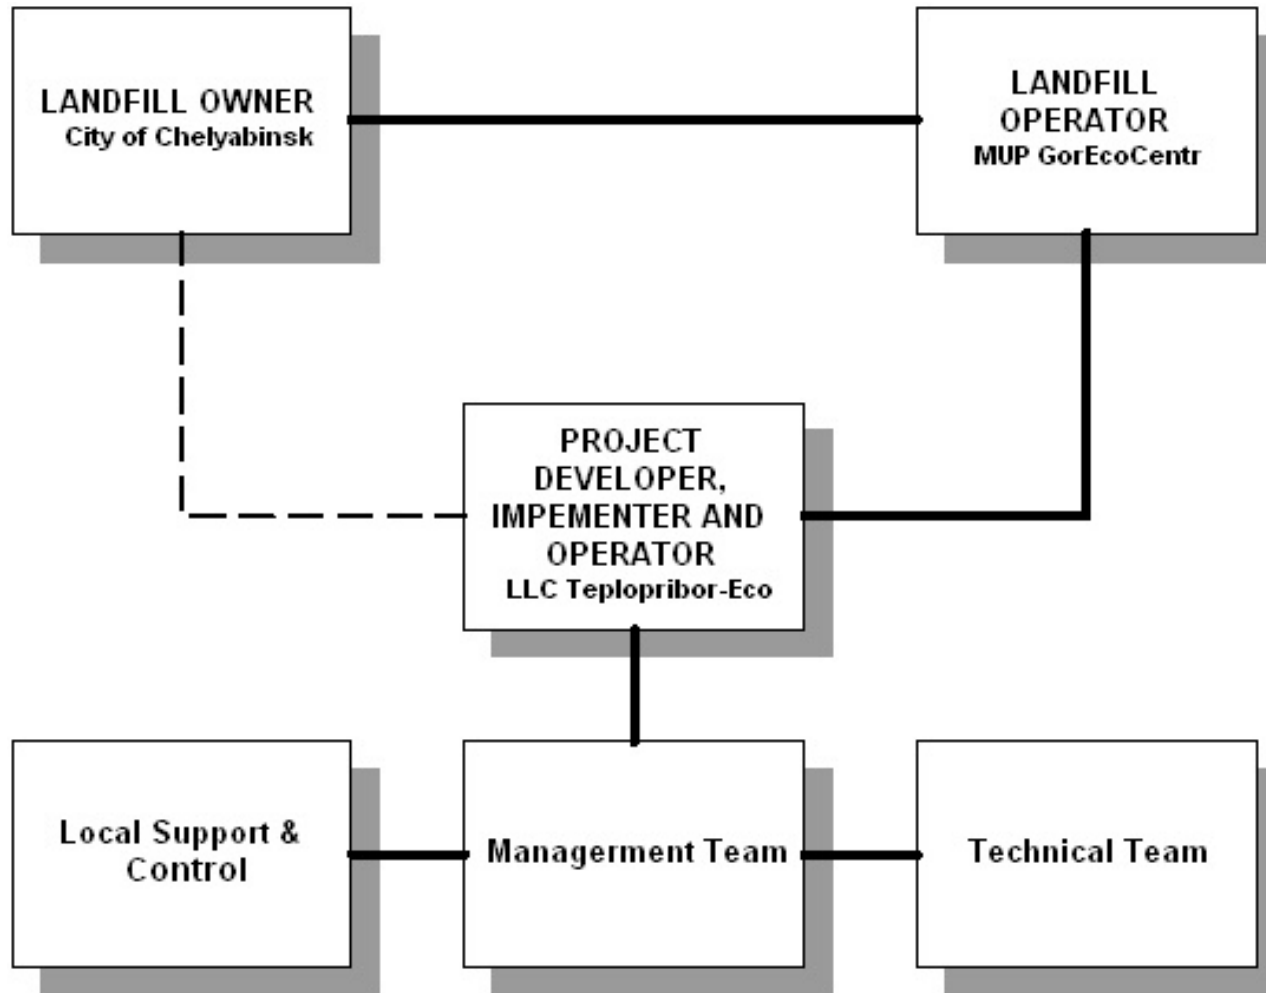 LANDFILL OWNER
City of Chelyabinsk
LANDFILL
OPERATOR
MUP GorEcoCentr
PROJECT
DEVELOPER,
IMPEMENTER AND
OPERATOR
LLC Teplopribor-Eco
Local Support &
Control
Managerment Team
Technical Team